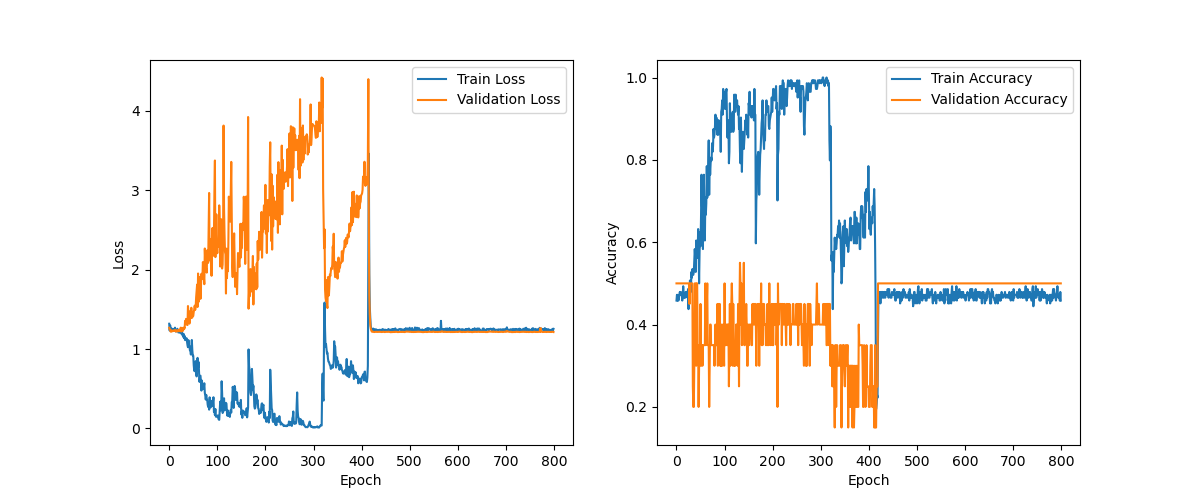 Train Loss
Validation Loss
Loss
4
3
2
1
0
0 100 200 300 400 500 600 700 800
Epoch
Train Accuracy
Validation Accuracy
Accuracy
1.0
0.8
0.6
0.4
0.2
0 100 200 300 400 500 600 700 800
Epoch